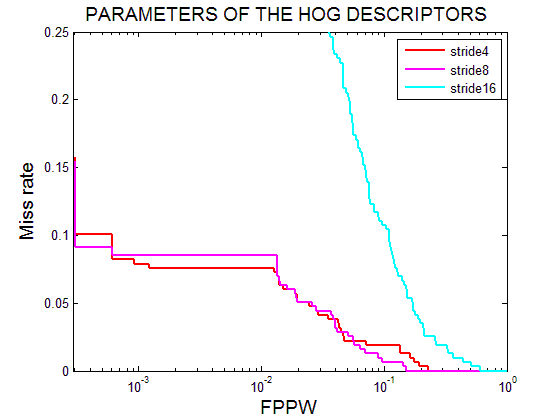 PARAMETERS OF THE HOG DESCRIPTORS
0.25
0.2
0.15
0.1
0.05
0
Miss rate
stride4
stride8
stride16
10^-3
10^-2
10^-1
10^0
FPPW